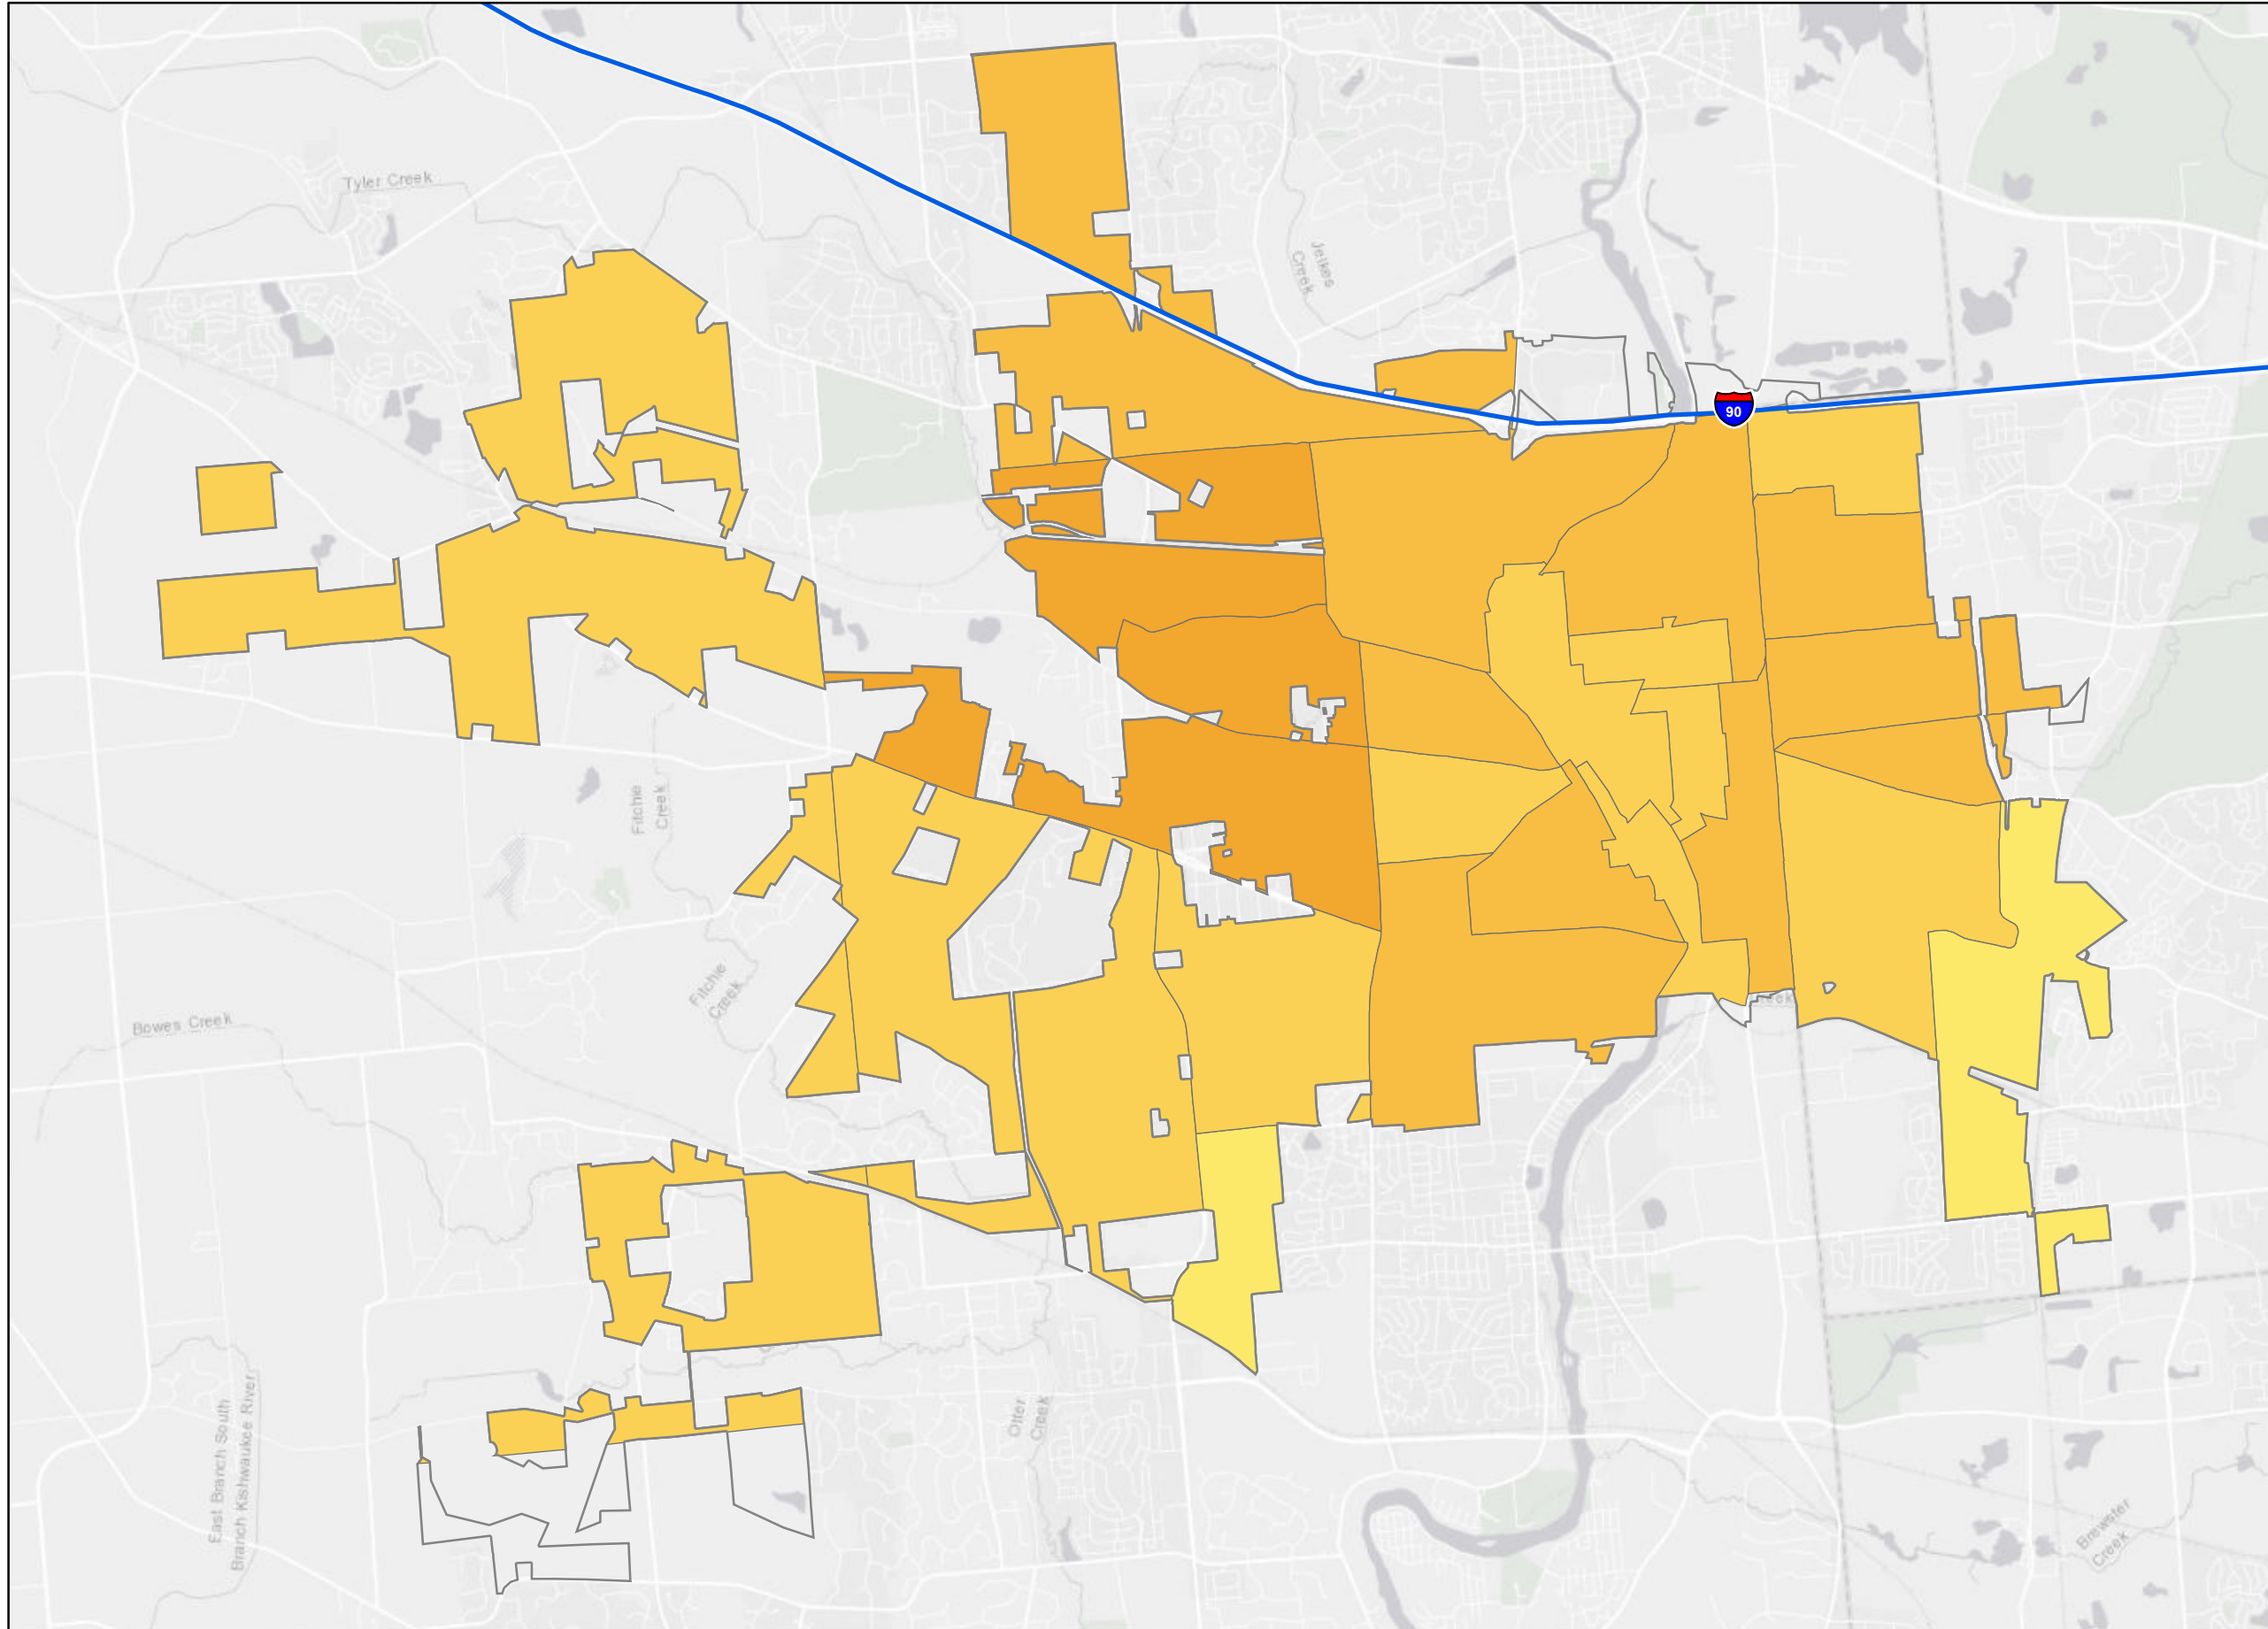 Tyler Creek
Jelkes
Creek
90
Fitchie
Creek
Fitchie
Creek
Bowes Creek
eek
Otter
Creek
East Branch South
Branch Kishwaukee River
Brewster
Creek